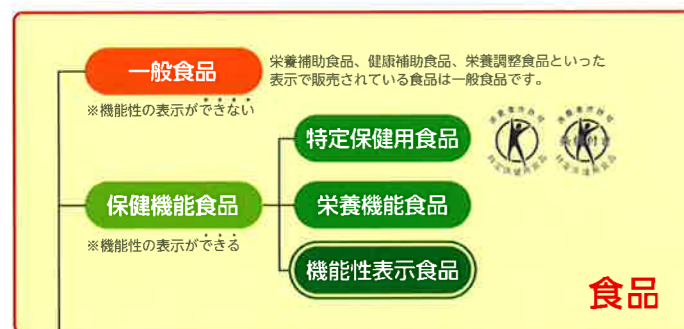 一般食品
栄養補助食品、健康補助食品、栄養調整食品といった
表示で販売されている食品は一般食品です。
※機能性の表示ができない
特定保健用食品
保健機能食品
※機能性の表示ができる
栄養機能食品
機能性表示食品
食品